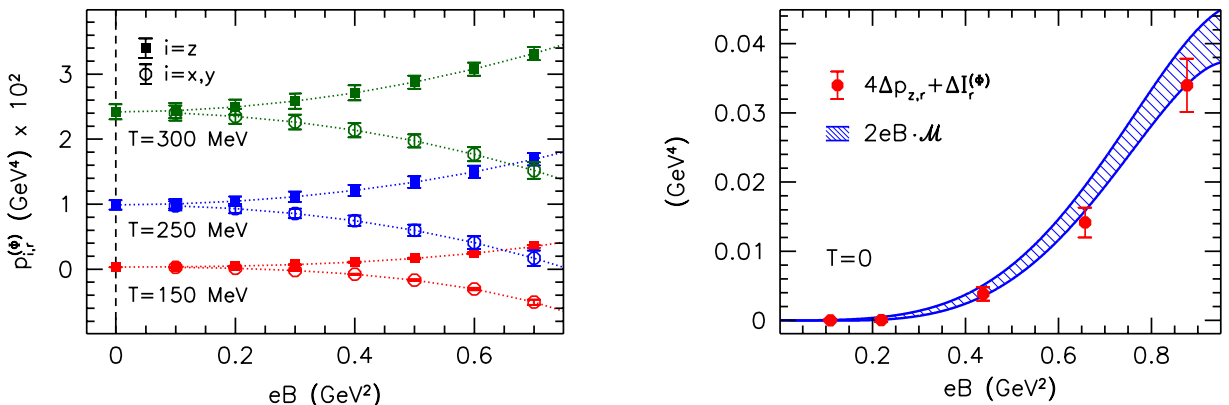 p_{i,r}^{(Φ)} (GeV⁴) × 10²
3
2
1
0
i=z
i=x,y
T=300 MeV
T=250 MeV
T=150 MeV
0
0.2
0.4
0.6
eB (GeV²)
(GeV⁴)
0.04
0.03
0.02
0.01
0
4Δp_{z,r}+ΔI_r^{(Φ)}
2eB·ℳ
T=0
0.2
0.4
0.6
0.8
eB (GeV²)